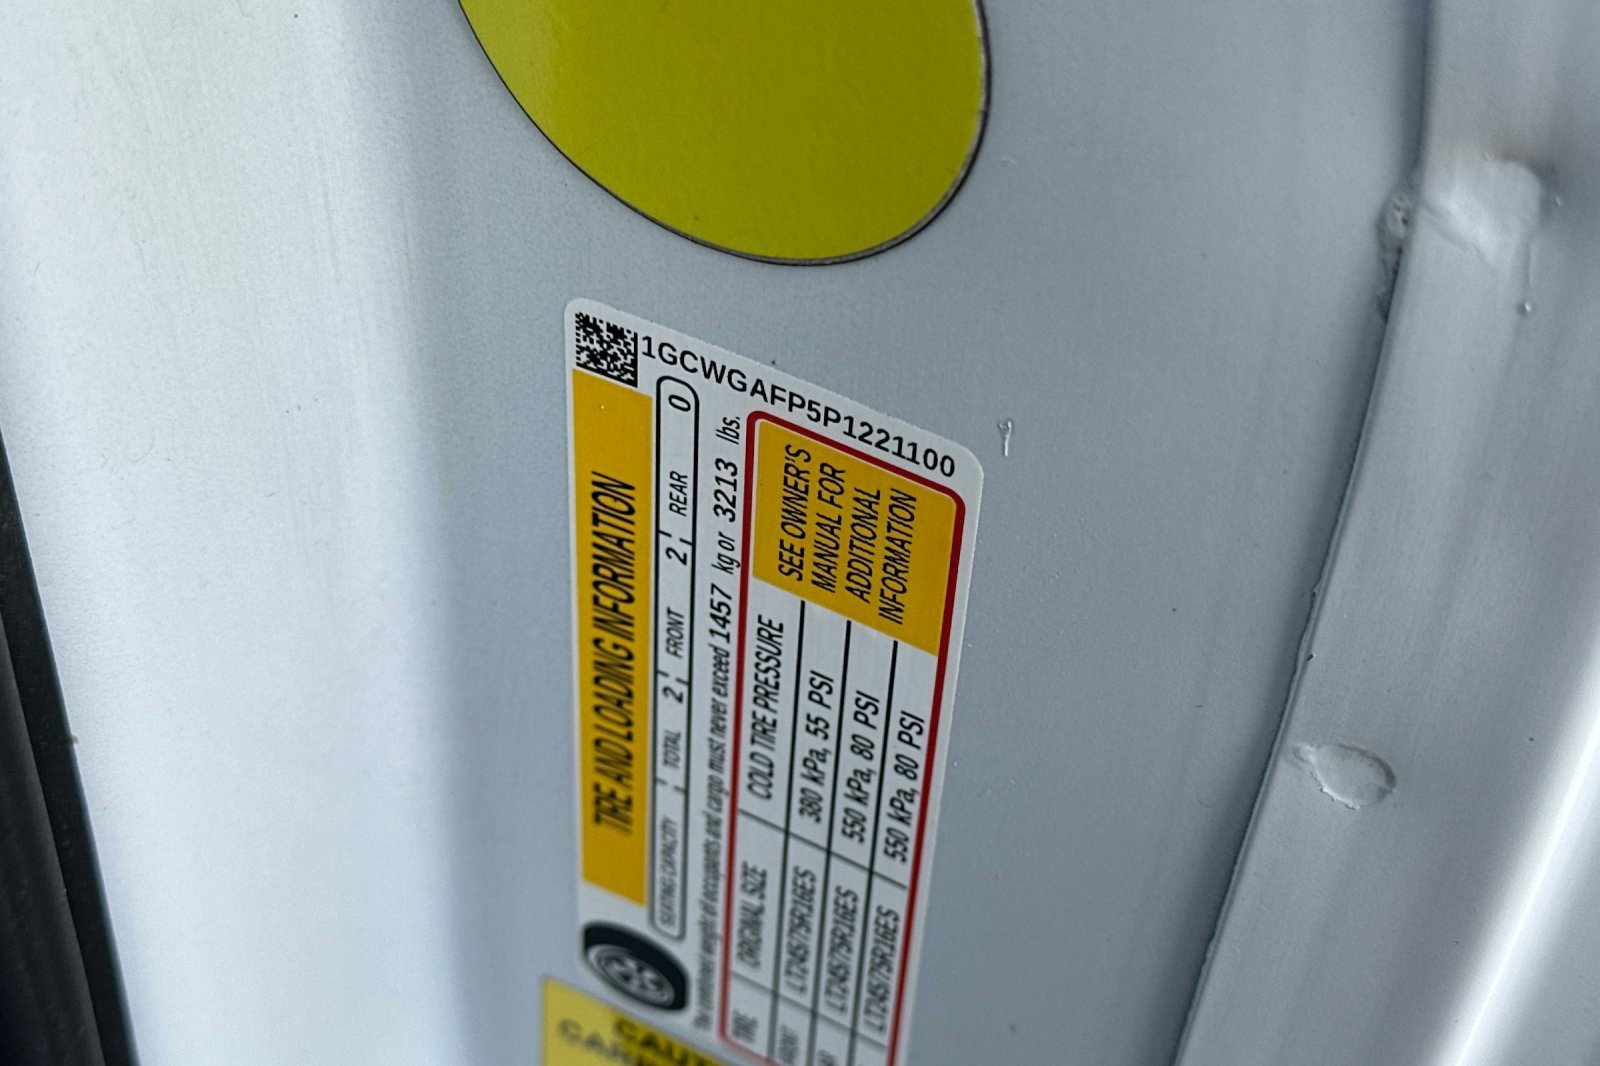 1GCWGAFP5P1221100
TIRE AND LOADING INFORMATION
SEATING CAPACITY TOTAL 2 FRONT 2 REAR 0
The combined weight of occupants and cargo must never exceed 1457 kg or 3213 lbs.
TIRE ORIGINAL SIZE COLD TIRE PRESSURE
FRONT LT245/75R16ES 380 kPa, 55 PSI
LT245/75R16ES 550 kPa, 80 PSI
LT245/75R16ES 550 kPa, 80 PSI
SEE OWNER'S
MANUAL FOR
ADDITIONAL
INFORMATION